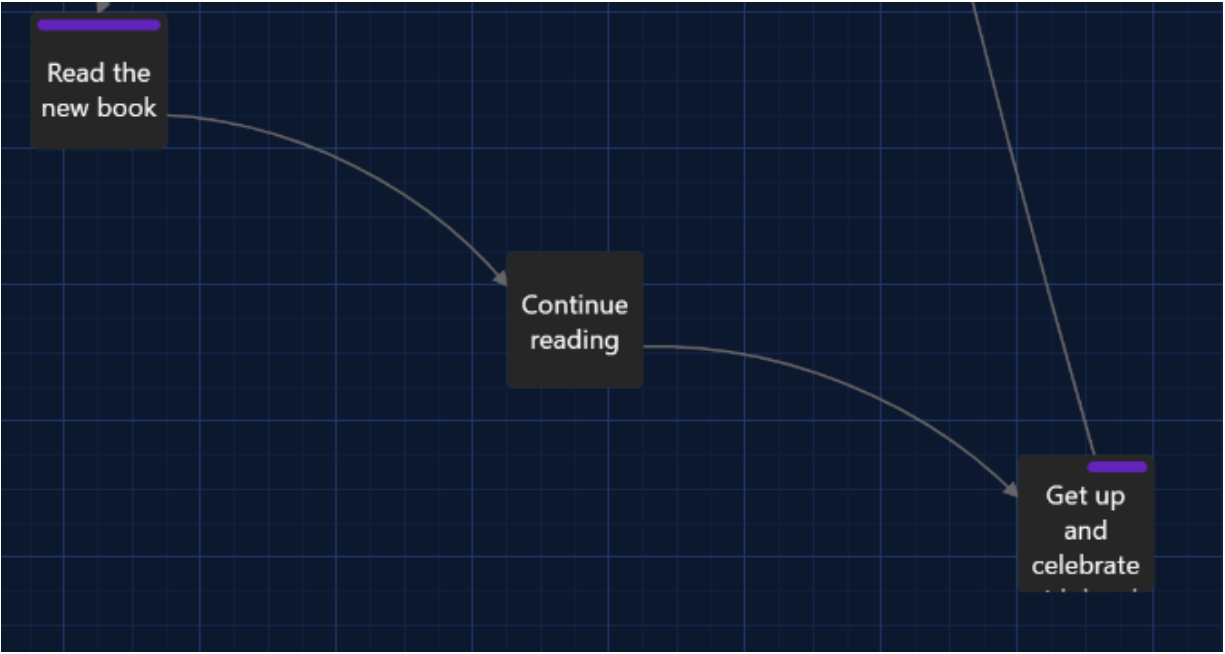 Read the
new book
Continue
reading
Get up
and
celebrate